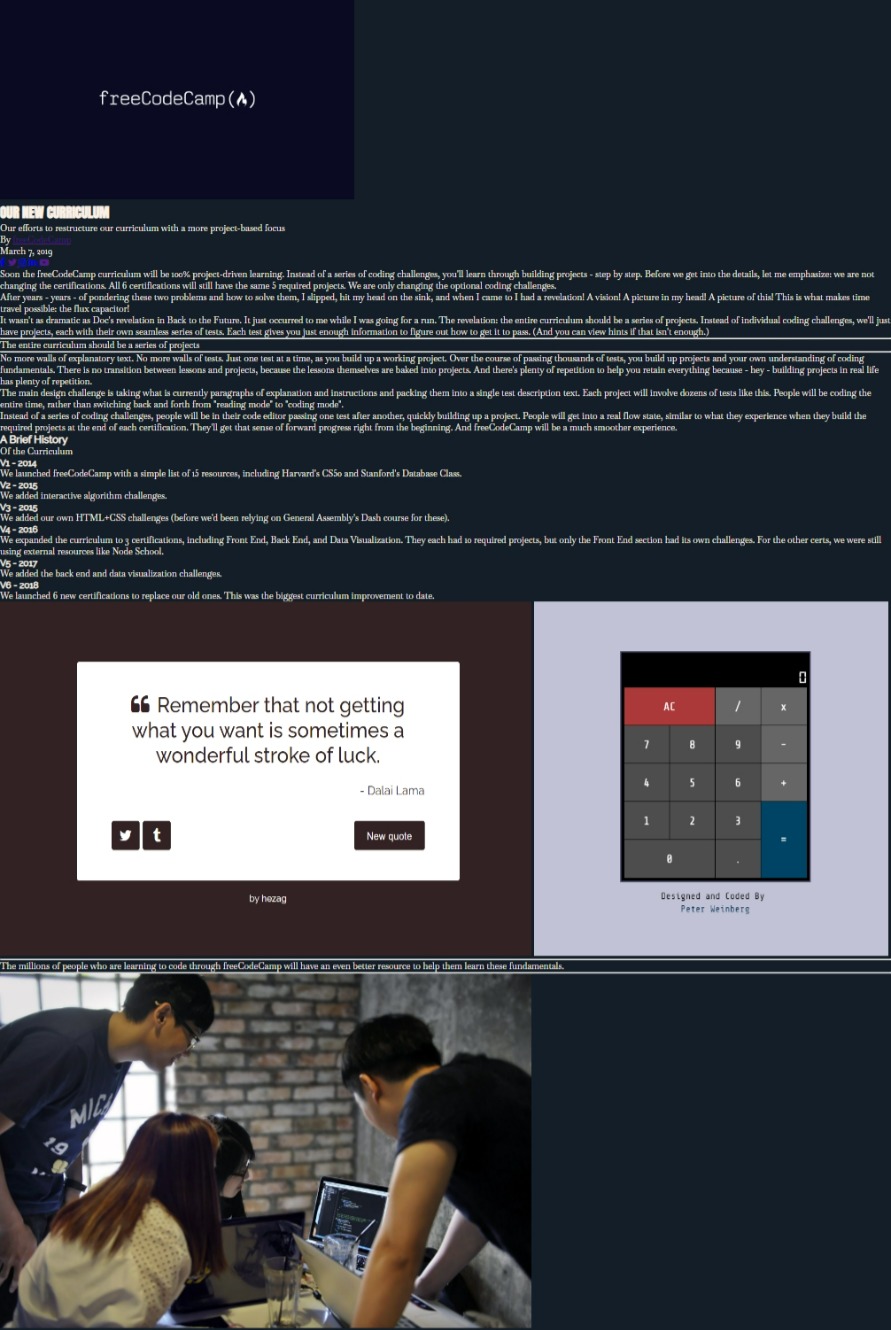 freeCodeCamp
OUR NEW CURRICULUM
Our efforts to restructure our curriculum with a more project-based focus
By freeCodeCamp
March 7, 2019
Soon the freeCodeCamp curriculum will be 100% project-driven learning. Instead of a series of coding challenges, you'll learn through building projects - step by step. Before we get into the details, let me emphasize: we are not
changing the certifications. All 6 certifications will still have the same 5 required projects. We are only changing the optional coding challenges.
After years - years - of pondering these two problems and how to solve them, I slipped, hit my head on the sink, and when I came to I had a revelation! A vision! A picture in my head! A picture of this! This is what makes time
travel possible: the flux capacitor!
It wasn't as dramatic as Doc's revelation in Back to the Future. It just occurred to me while I was going for a run. The revelation: the entire curriculum should be a series of projects. Instead of individual coding challenges, we'll just
have projects, each with their own seamless series of tests. Each test gives you just enough information to figure out how to get it to pass. (And you can view hints if that isn't enough.)
The entire curriculum should be a series of projects
No more walls of explanatory text. No more walls of tests. Just one test at a time, as you build up a working project. Over the course of passing thousands of tests, you build up projects and your own understanding of coding
fundamentals. There is no transition between lessons and projects, because the lessons themselves are baked into projects. And there's plenty of repetition to help you retain everything because - hey - building projects in real life
has plenty of repetition.
The main design challenge is taking what is currently paragraphs of explanation and instructions and packing them into a single test description text. Each project will involve dozens of tests like this. People will be coding the
entire time, rather than switching back and forth from "reading mode" to "coding mode".
Instead of a series of coding challenges, people will be in their code editor passing one test after another, quickly building up a project. People will get into a real flow state, similar to what they experience when they build the
required projects at the end of each certification. They'll get that sense of forward progress right from the beginning. And freeCodeCamp will be a much smoother experience.
A Brief History
Of the Curriculum
V1 - 2014
We launched freeCodeCamp with a simple list of 15 resources, including Harvard's CS50 and Stanford's Database Class.
V2 - 2015
We added interactive algorithm challenges.
V3 - 2015
We added our own HTML+CSS challenges (before we'd been relying on General Assembly's Dash course for these).
V4 - 2016
We expanded the curriculum to 3 certifications, including Front End, Back End, and Data Visualization. They each had 10 required projects, but only the Front End section had its own challenges. For the other certs, we were still
using external resources like Node School.
V5 - 2017
We added the back end and data visualization challenges.
V6 - 2018
We launched 6 new certifications to replace our old ones. This was the biggest curriculum improvement to date.
Remember that not getting
what you want is sometimes a
wonderful stroke of luck.
- Dalai Lama
New quote
by hezag
0
AC / x
7 8 9 -
4 5 6 +
1 2 3 =
0 .
Designed and Coded By
Peter Weinberg
The millions of people who are learning to code through freeCodeCamp will have an even better resource to help them learn these fundamentals.
MICA
19